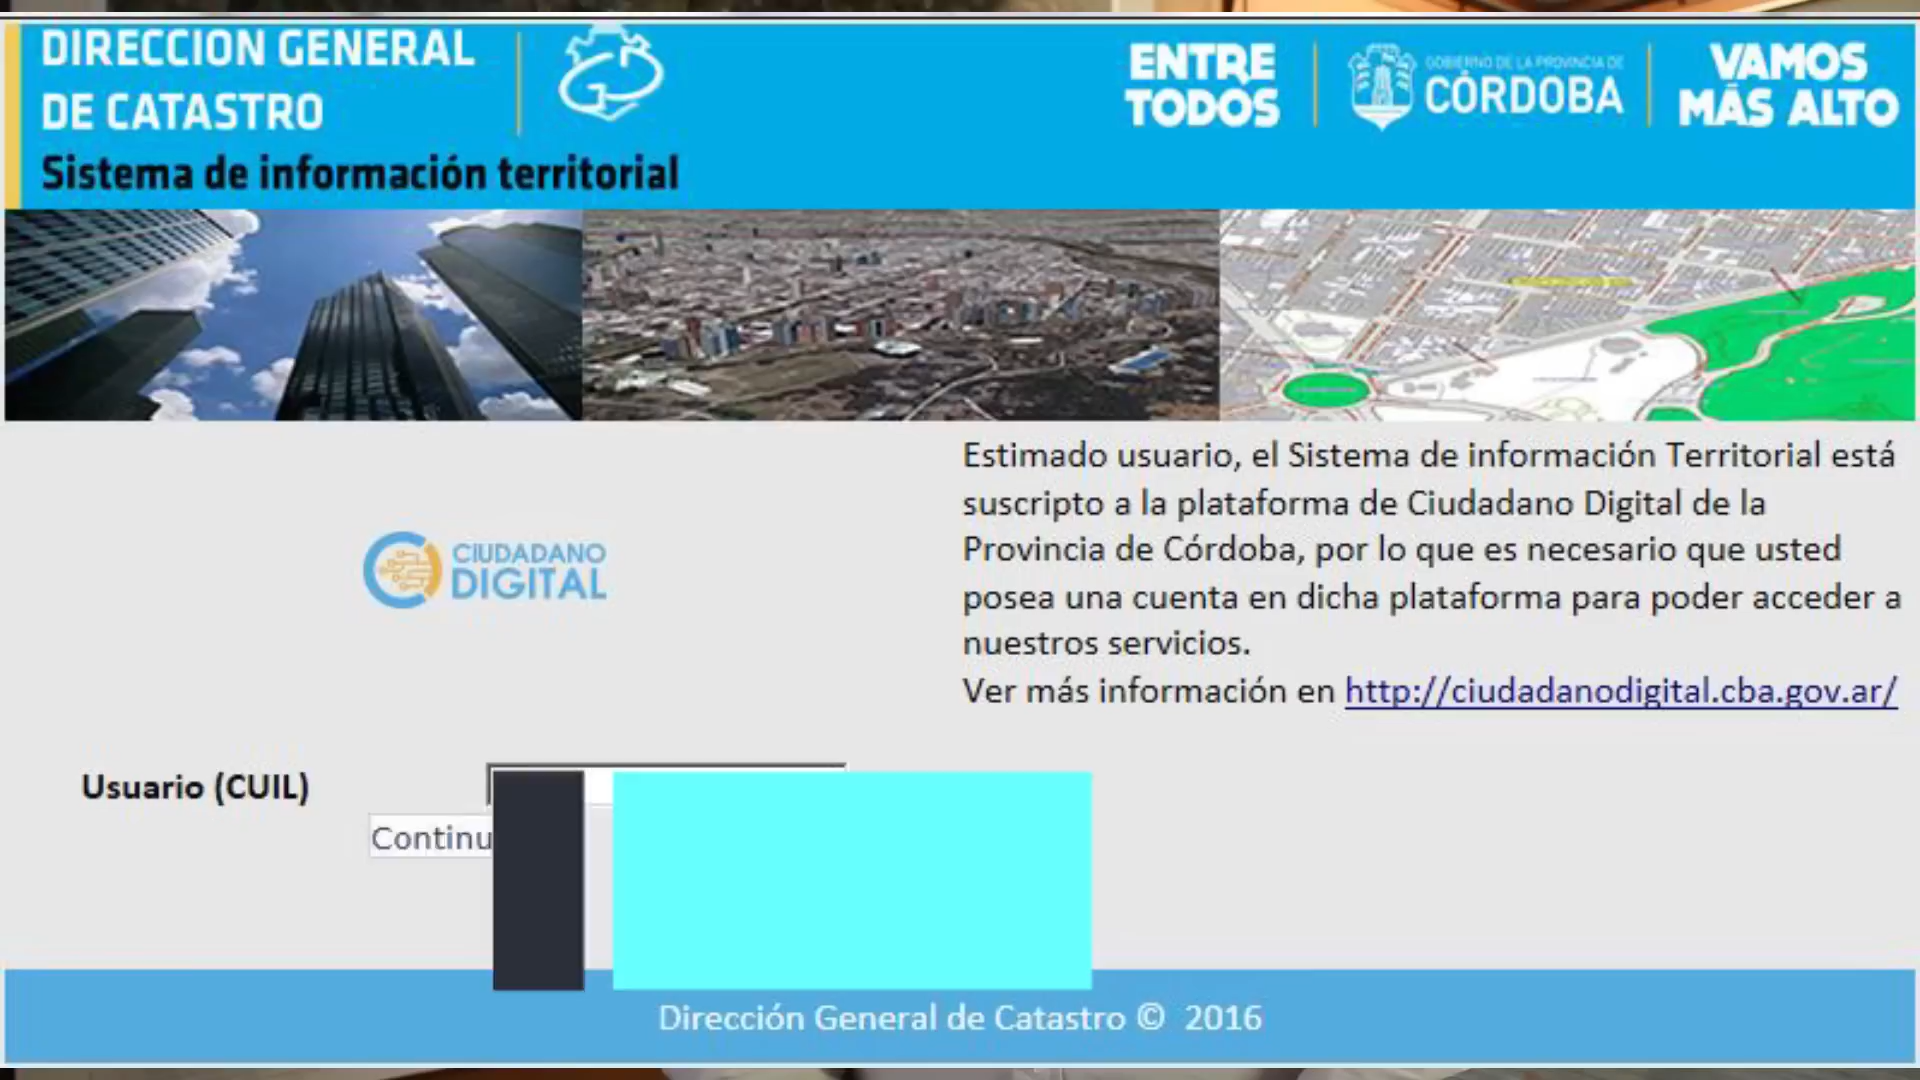 DIRECCION GENERAL
DE CATASTRO
Sistema de información territorial
ENTRE
TODOS
GOBIERNO DE LA PROVINCIA DE
CÓRDOBA
VAMOS
MÁS ALTO
CIUDADANO
DIGITAL
Estimado usuario, el Sistema de información Territorial está
suscripto a la plataforma de Ciudadano Digital de la
Provincia de Córdoba, por lo que es necesario que usted
posea una cuenta en dicha plataforma para poder acceder a
nuestros servicios.
Ver más información en http://ciudadanodigital.cba.gov.ar/
Usuario (CUIL)
Continu
Dirección General de Catastro © 2016